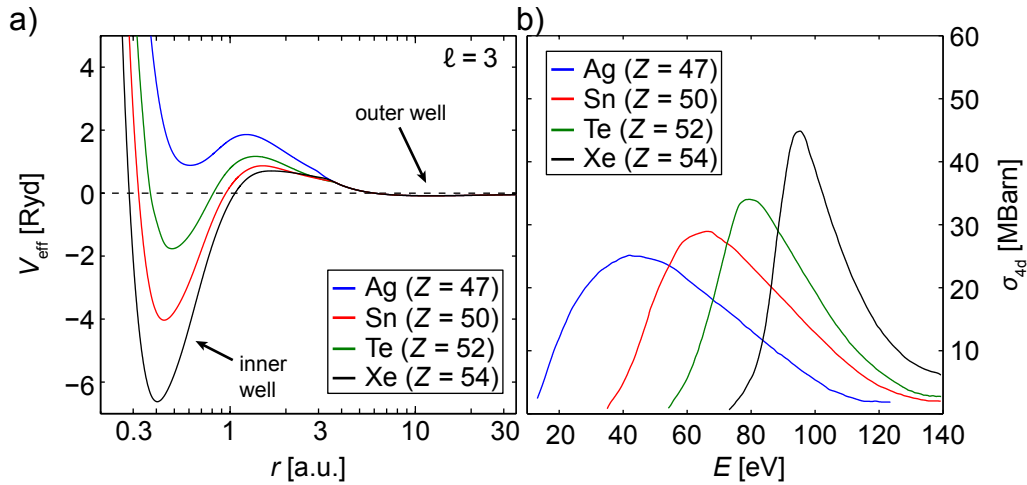 a)
V_eff [Ryd]
4
2
0
−2
−4
−6
ℓ = 3
outer well
inner
well
Ag (Z = 47)
Sn (Z = 50)
Te (Z = 52)
Xe (Z = 54)
0.3 1 3 10 30
r [a.u.]
b)
Ag (Z = 47)
Sn (Z = 50)
Te (Z = 52)
Xe (Z = 54)
60
50
40
30
20
10
σ_4d [MBarn]
0 20 40 60 80 100 120 140
E [eV]